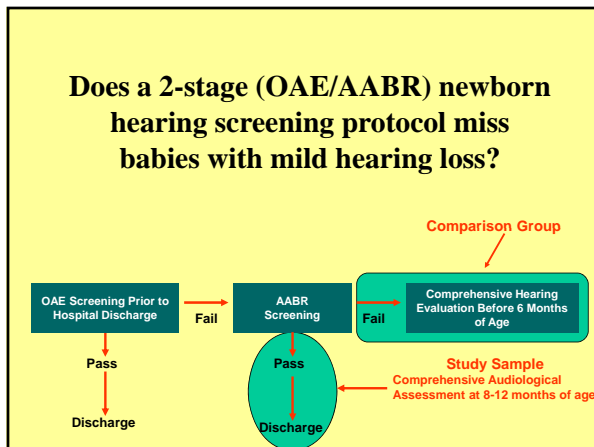 Does a 2-stage (OAE/AABR) newborn
hearing screening protocol miss
babies with mild hearing loss?
Comparison Group
OAE Screening Prior to
Hospital Discharge
Fail
AABR
Screening
Fail
Comprehensive Hearing
Evaluation Before 6 Months
of Age
Pass
Discharge
Pass
Discharge
Study Sample
Comprehensive Audiological
Assessment at 8-12 months of age